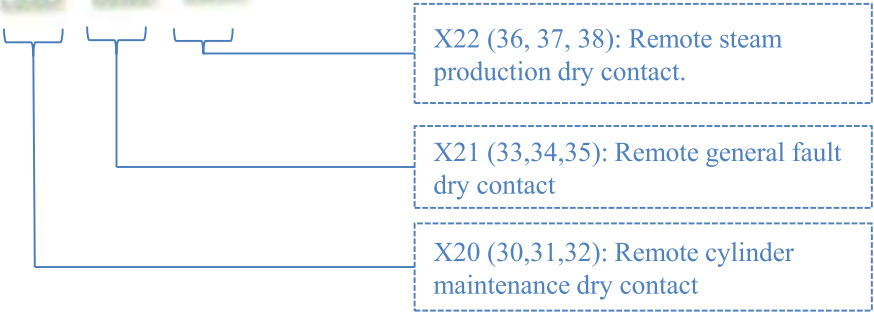 X22 (36, 37, 38): Remote steam
production dry contact.
X21 (33,34,35): Remote general fault
dry contact
X20 (30,31,32): Remote cylinder
maintenance dry contact